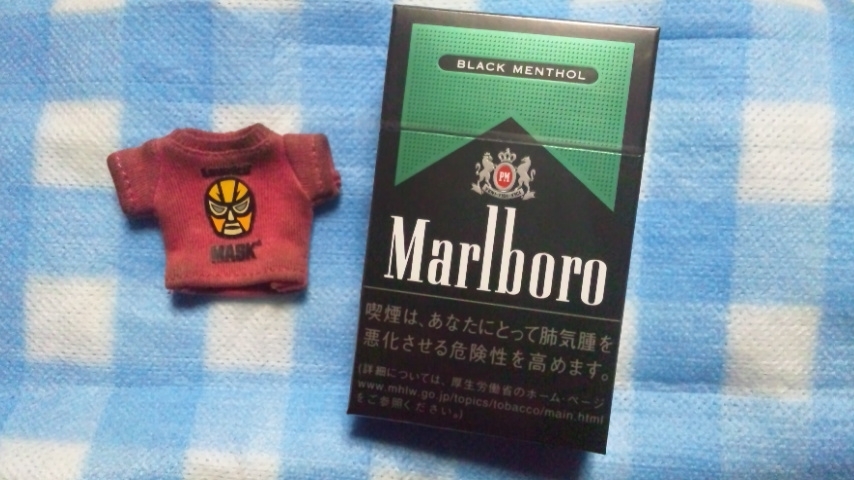 MASK
BLACK MENTHOL
PM
Marlboro
喫煙は、あなたにとって肺気腫を
悪化させる危険性を高めます。
(詳細については、厚生労働省のホーム・ページ
www.mhlw.go.jp/topics/tobacco/main.html
をご参照ください。)